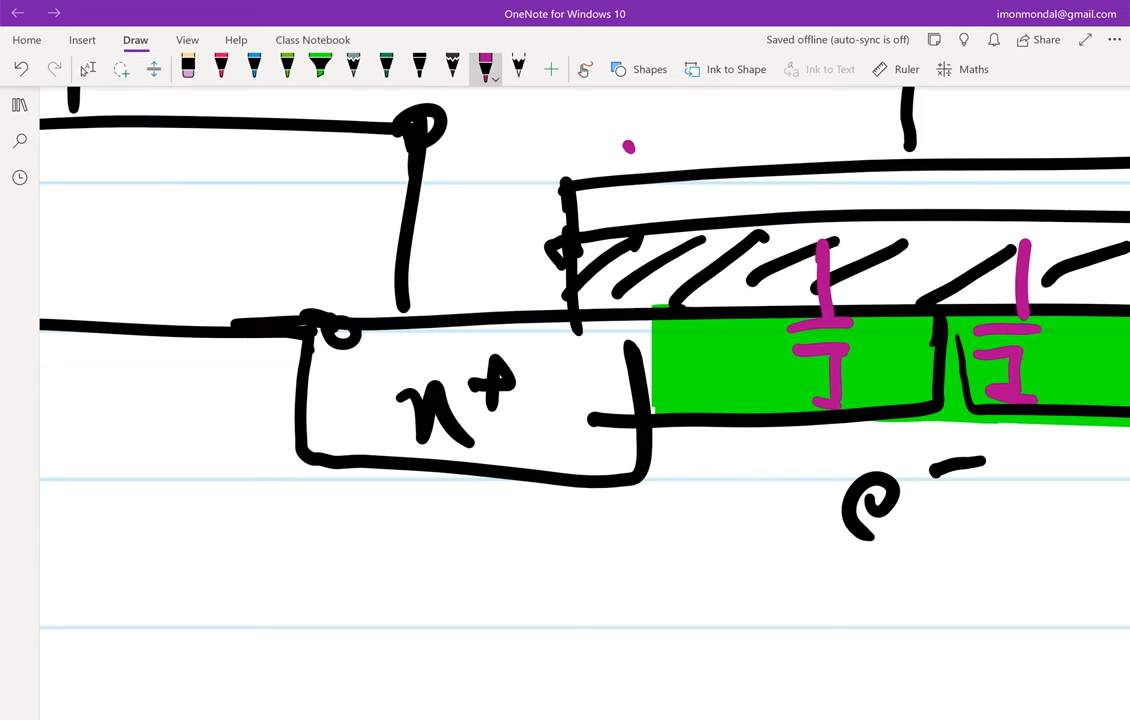 OneNote for Windows 10
imonmondal@gmail.com
Home Insert Draw View Help Class Notebook
Saved offline (auto-sync is off) Share
Shapes Ink to Shape Ink to Text Ruler Maths
n+
e-